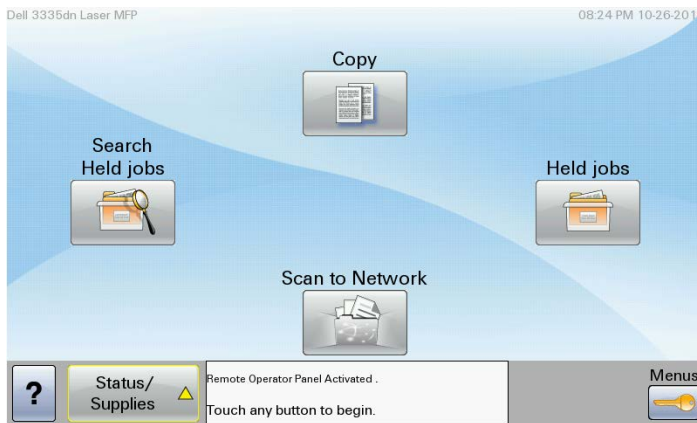 Dell 3335dn Laser MFP
08:24 PM 10-26-201
Copy
Search
Held jobs
Held jobs
Scan to Network
?
Status/
Supplies
Remote Operator Panel Activated .
Touch any button to begin.
Menus